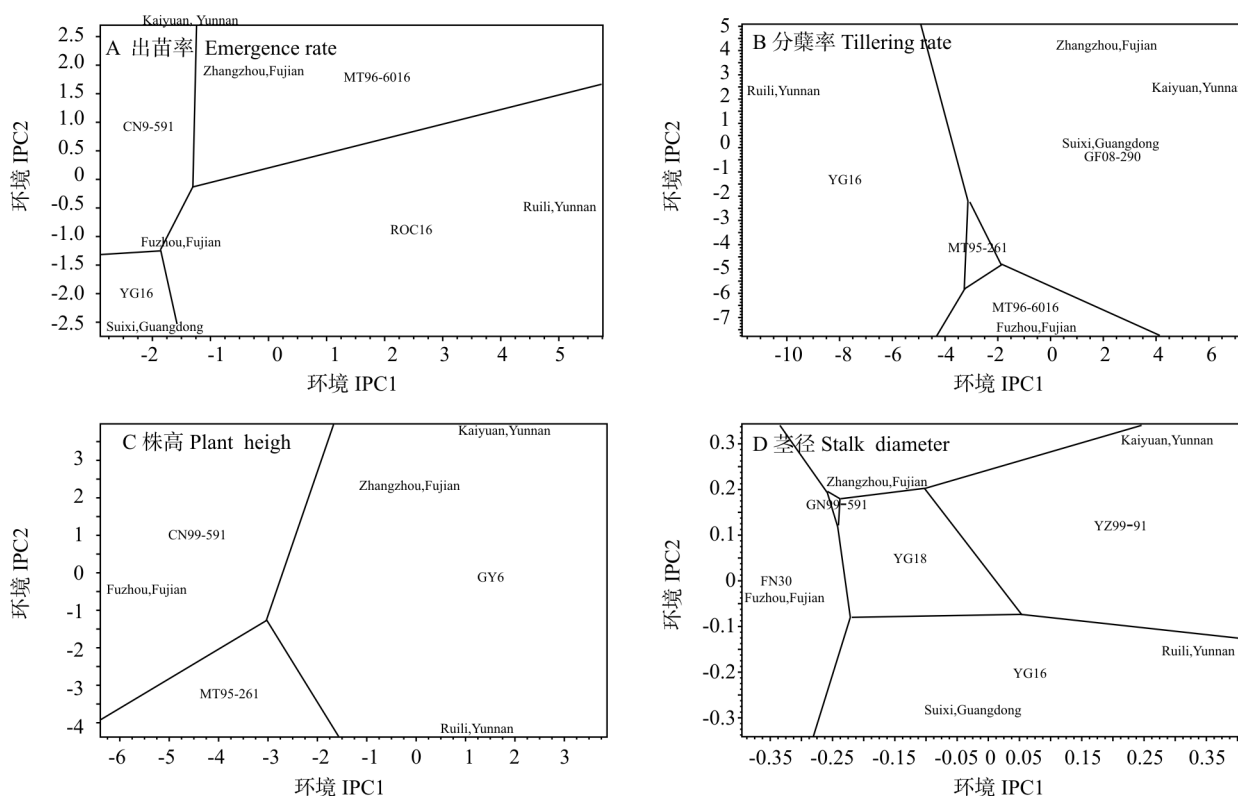 Kaiyuan, Yunnan
A 出苗率 Emergence rate
Zhangzhou,Fujian
MT96-6016
CN9-591
Ruili,Yunnan
ROC16
Fuzhou,Fujian
YG16
Suixi,Guangdong
2.5
2.0
1.5
1.0
0.5
0
-0.5
-1.0
-1.5
-2.0
-2.5
环境 IPC2
-2
-1
0
1
2
3
4
5
环境 IPC1
B 分蘖率 Tillering rate
Zhangzhou,Fujian
Ruili,Yunnan
Kaiyuan,Yunna
Suixi,Guangdong
GF08-290
YG16
MT95-261
MT96-6016
Fuzhou,Fujian
5
4
3
2
1
0
-1
-2
-3
-4
-5
-6
-7
环境 IPC2
-10
-8
-6
-4
-2
0
2
4
6
环境 IPC1
C 株高 Plant heigh
Kaiyuan,Yunnan
Zhangzhou,Fujian
CN99-591
GY6
Fuzhou,Fujian
MT95-261
Ruili,Yunnan
3
2
1
0
-1
-2
-3
-4
环境 IPC2
-6
-5
-4
-3
-2
-1
0
1
2
3
环境 IPC1
D 茎径 Stalk diameter
Kaiyuan,Yunnan
Zhangzhou,Fujian
GN99-591
YZ99-91
YG18
FN30
Fuzhou,Fujian
Ruili,Yunnan
YG16
Suixi,Guangdong
0.3
0.2
0.1
0
-0.1
-0.2
-0.3
环境 IPC2
-0.35
-0.25
-0.15
-0.05
0
0.05
0.15
0.25
0.35
环境 IPC1